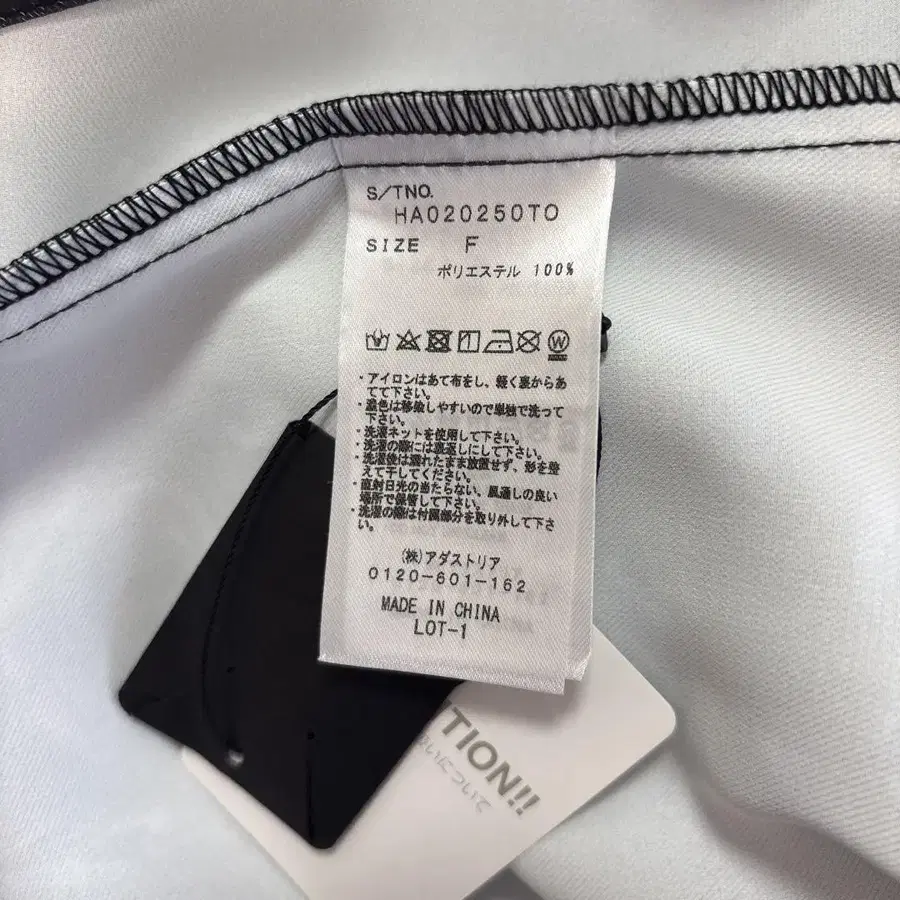 S/TNO.
HA020250TO
SIZE F
ポリエステル 100%
W
・アイロンはあて布をし、軽く裏からあ
てて下さい。
・濃色は移染しやすいので単独で洗って
下さい。
・洗濯ネットを使用して下さい。
・洗濯の際には裏返しにして下さい。
・洗濯後は濡れたまま放置せず、形を整
えて干してください。
・直射日光の当たらない、風通しの良い
場所で保管して下さい。
・洗濯の際は付属部分を取り外して下さ
い。
(株)アダストリア
0120-601-162
MADE IN CHINA
LOT-1
TION!!
について